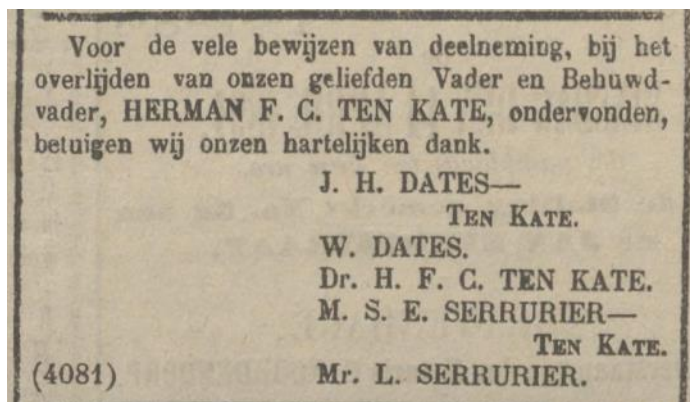 Voor de vele bewijzen van deelneming, bij het
overlijden van onzen geliefden Vader en Behuwd-
vader, HERMAN F. C. TEN KATE, ondervonden,
betuigen wij onzen hartelijken dank.
J. H. DATES—
TEN KATE.
W. DATES.
Dr. H. F. C. TEN KATE.
M. S. E. SERRURIER—
TEN KATE.
(4081) Mr. L. SERRURIER.